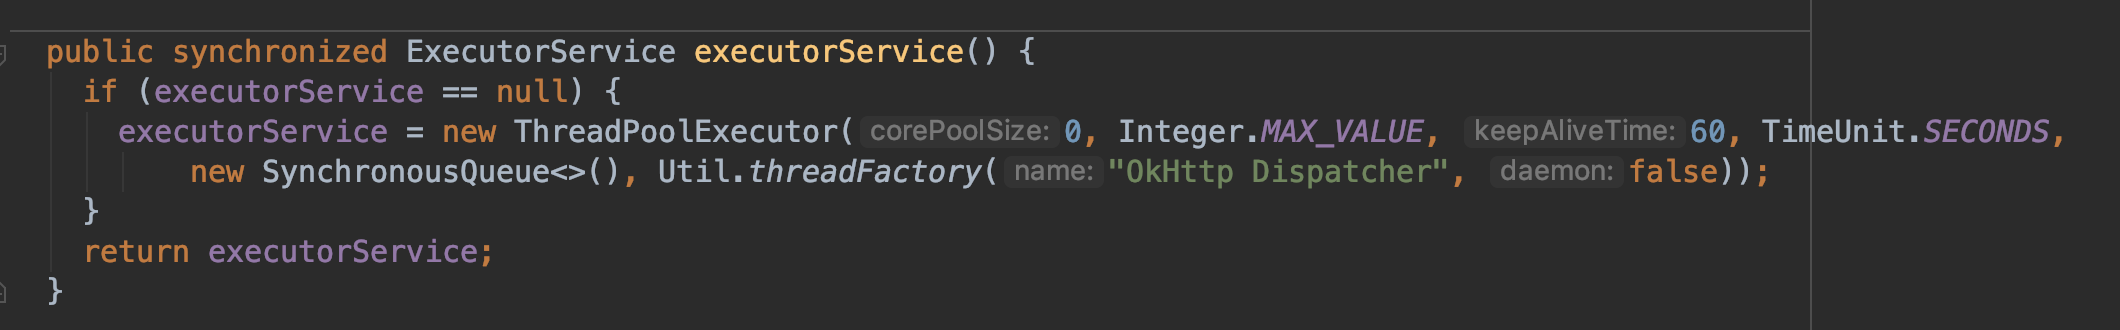 public synchronized ExecutorService executorService() {
if (executorService == null) {
executorService = new ThreadPoolExecutor( corePoolSize: 0, Integer.MAX_VALUE, keepAliveTime: 60, TimeUnit.SECONDS,
new SynchronousQueue<>(), Util.threadFactory( name: "OkHttp Dispatcher", daemon: false));
}
return executorService;
}